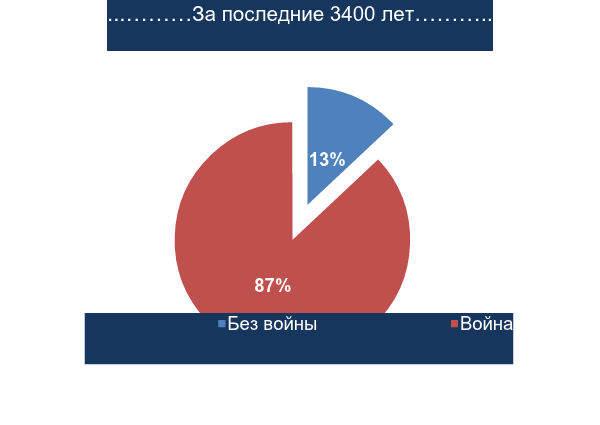 ...………За последние 3400 лет………..
13%
87%
Без войны
Война